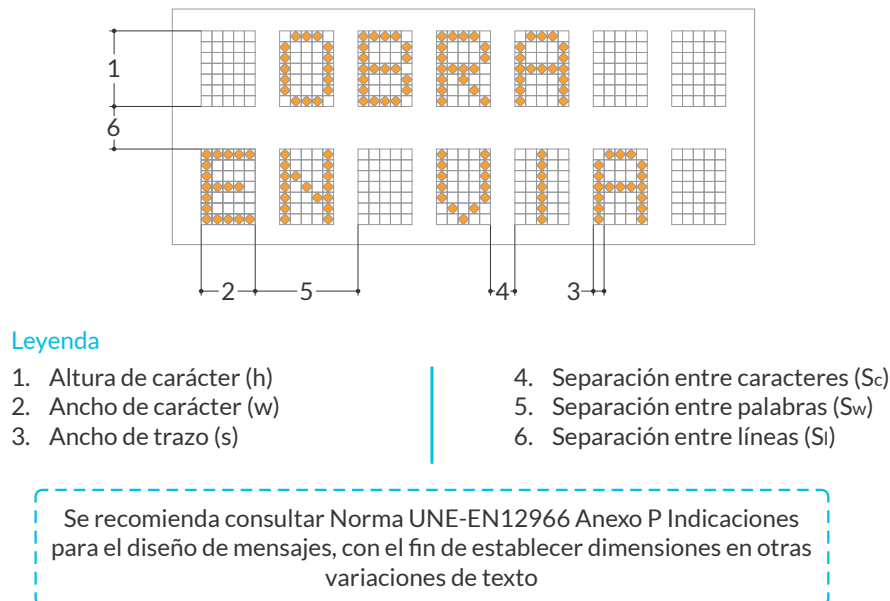 OBRA
EN VIA
1
6
2
5
4
3
Leyenda
1. Altura de carácter (h)
2. Ancho de carácter (w)
3. Ancho de trazo (s)
4. Separación entre caracteres (Sc)
5. Separación entre palabras (Sw)
6. Separación entre líneas (Sl)
Se recomienda consultar Norma UNE-EN12966 Anexo P Indicaciones
para el diseño de mensajes, con el fin de establecer dimensiones en otras
variaciones de texto